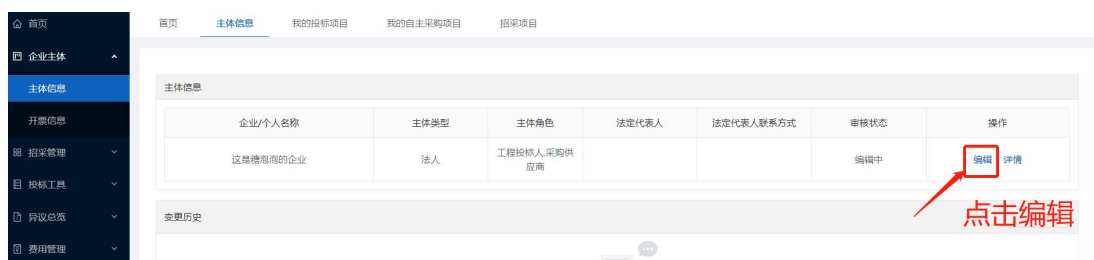 首页
企业主体
主体信息
开票信息
招采管理
投标工具
异议总览
费用管理
首页 主体信息 我的投标项目 我的自主采购项目 招采项目
主体信息
企业/个人名称 主体类型 主体角色 法定代表人 法定代表人联系方式 审核状态 操作
这是糖泡泡的企业 法人 工程投标人,采购供 编辑中 编辑 详情
应商
点击编辑
变更历史